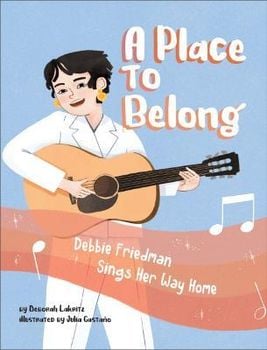 A Place
To
Belong
Debbie Friedman
Sings Her Way Home
by Deborah Lakritz
illustrated by Julia Castaño